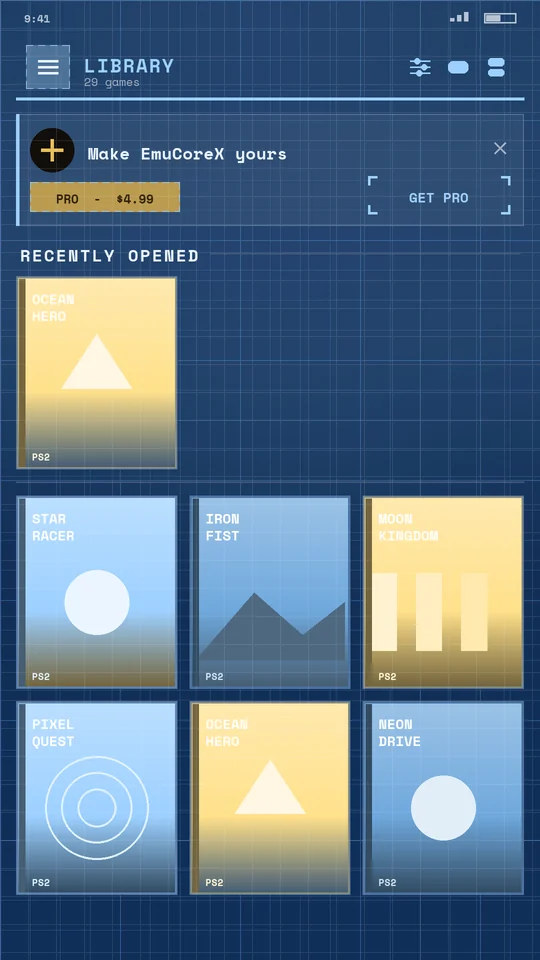 9:41
LIBRARY
29 games
Make EmuCoreX yours
PRO - $4.99
GET PRO
RECENTLY OPENED
OCEAN
HERO
PS2
STAR
RACER
PS2
IRON
FIST
PS2
MOON
KINGDOM
PS2
PIXEL
QUEST
PS2
OCEAN
HERO
PS2
NEON
DRIVE
PS2